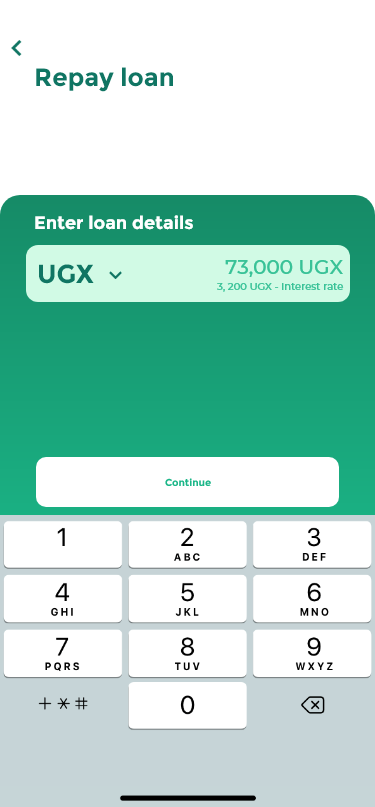 Repay loan
Enter loan details
UGX
73,000 UGX
3, 200 UGX - Interest rate
Continue
1
2
ABC
3
DEF
4
GHI
5
JKL
6
MNO
7
PQRS
8
TUV
9
WXYZ
+ * #
0